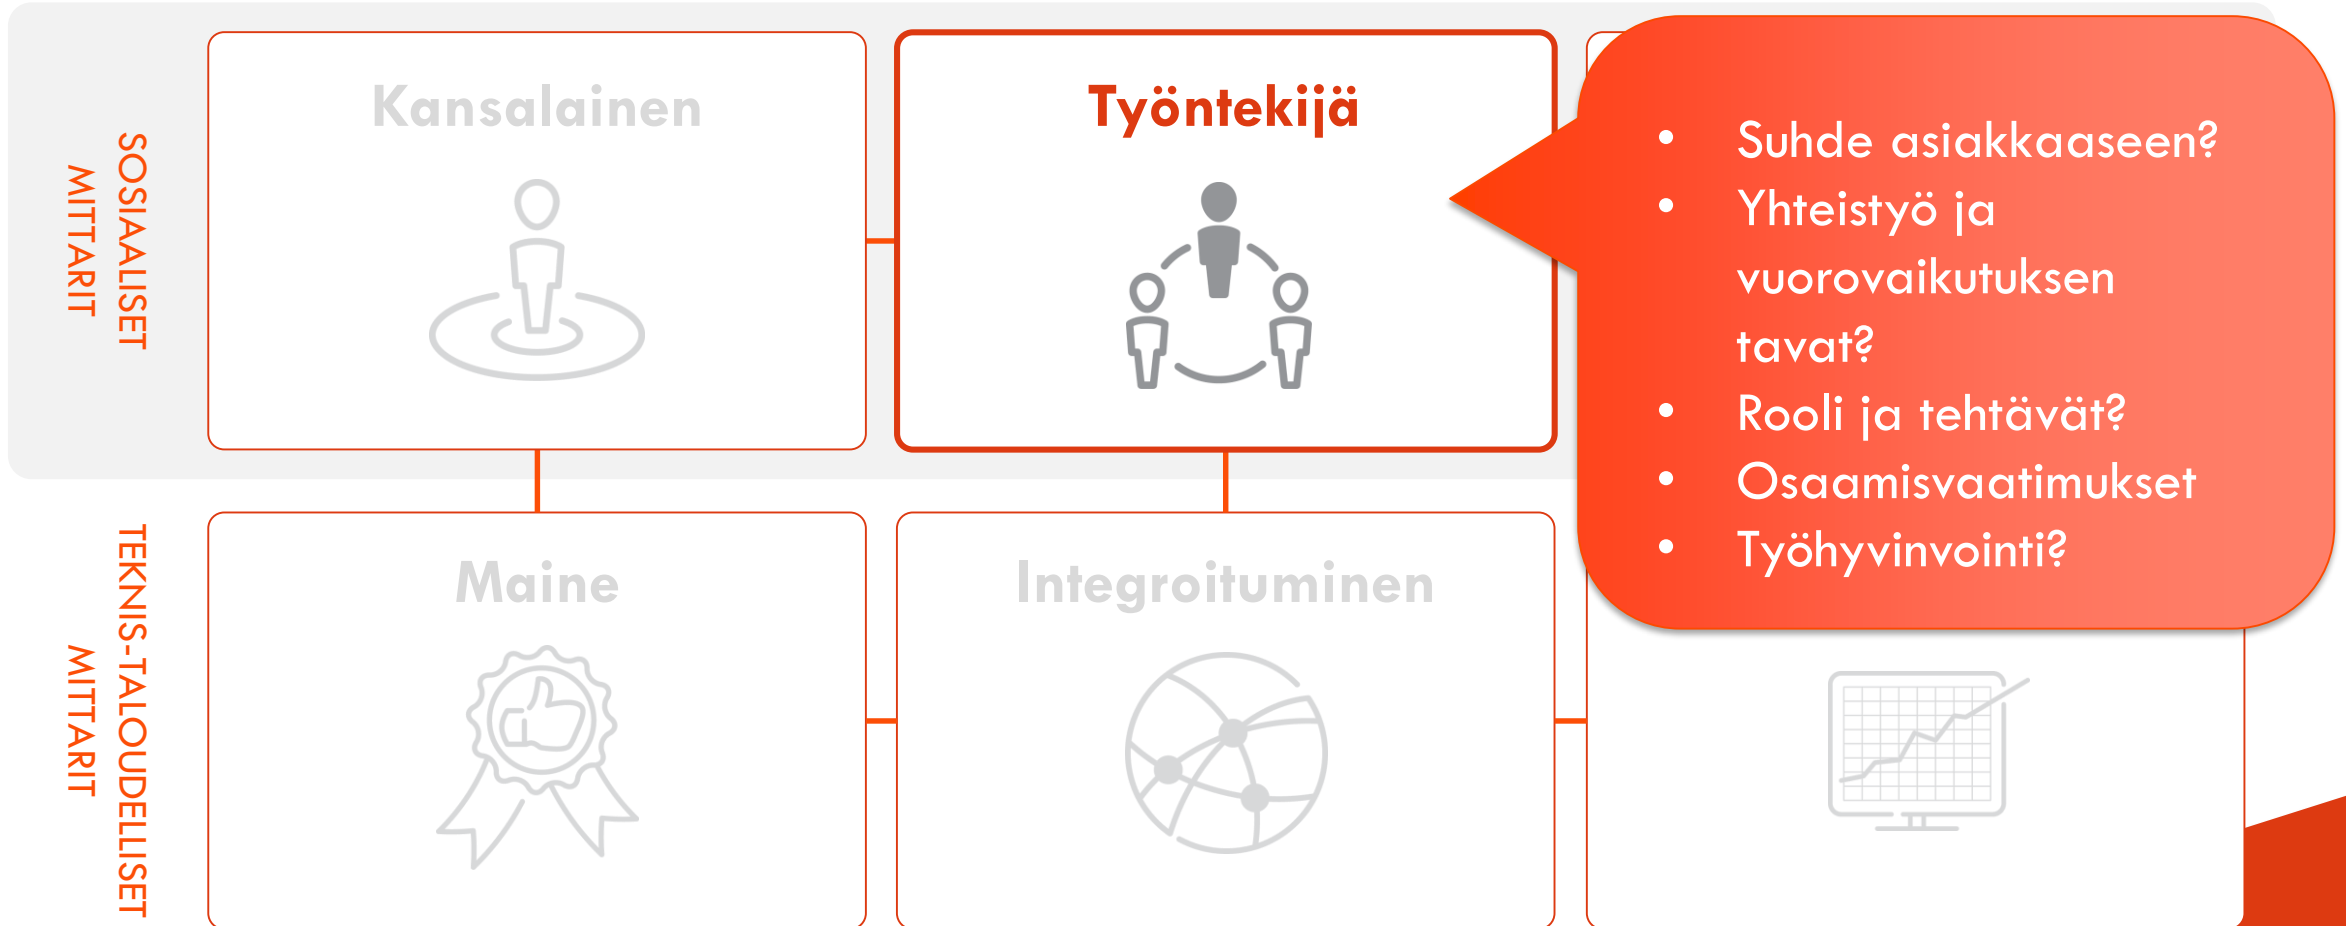 SOSIAALISET
MITTARIT
Kansalainen
Työntekijä
• Suhde asiakkaaseen?
• Yhteistyö ja
vuorovaikutuksen
tavat?
• Rooli ja tehtävät?
• Osaamisvaatimukset
• Työhyvinvointi?
TEKNIS-TALOUDELLISET
MITTARIT
Maine
Integroituminen